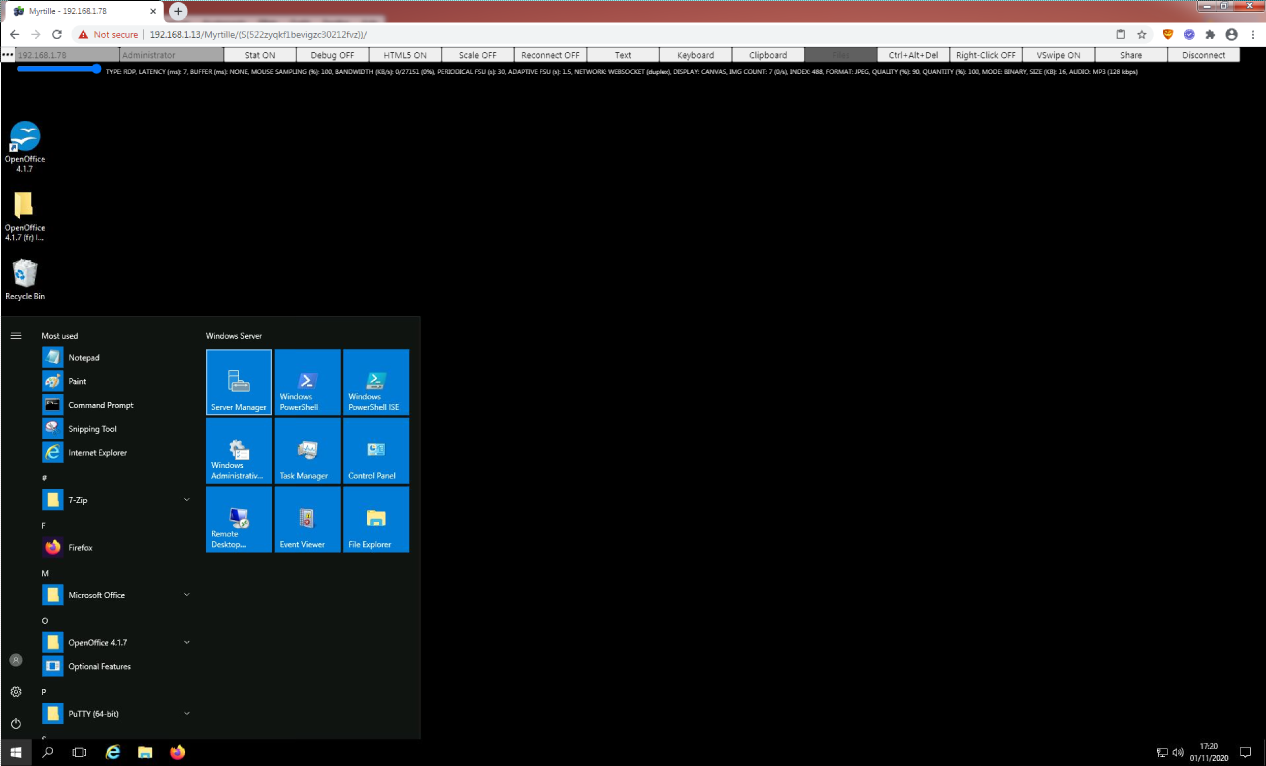 Myrtille - 192.168.1.78
Not secure | 192.168.1.13/Myrtille/(S(S22zyqkf1bevigzc30212fvz))/
192.168.1.78 Administrator Stat ON Debug OFF HTML5 ON Scale OFF Reconnect OFF Text Keyboard Clipboard Files Ctrl+Alt+Del Right-Click OFF VSwipe ON Share Disconnect
TYPE: RDP, LATENCY (ms): 7, BUFFER (ms): NONE, MOUSE SAMPLING (%): 100, BANDWIDTH (KB/s): 0/27151 (0%), PERIODICAL FSU (s): 30, ADAPTIVE FSU (s): 1.5, NETWORK: WEBSOCKET (duplex), DISPLAY: CANVAS, IMG COUNT: 7 (0/s), INDEX: 488, FORMAT: JPEG, QUALITY (%): 90, QUANTITY (%): 100, MODE: BINARY, SIZE (KB): 16, AUDIO: MP3 (128 kbps)
OpenOffice
4.1.7
OpenOffice
4.1.7 (fr) I...
Recycle Bin
Most used
Notepad
Paint
Command Prompt
Snipping Tool
Internet Explorer
#
7-Zip
F
Firefox
M
Microsoft Office
O
OpenOffice 4.1.7
Optional Features
P
PuTTY (64-bit)
Windows Server
Server Manager
Windows
PowerShell
Windows
PowerShell ISE
Windows
Administrativ...
Task Manager
Control Panel
Remote
Desktop...
Event Viewer
File Explorer
17:20
01/11/2020